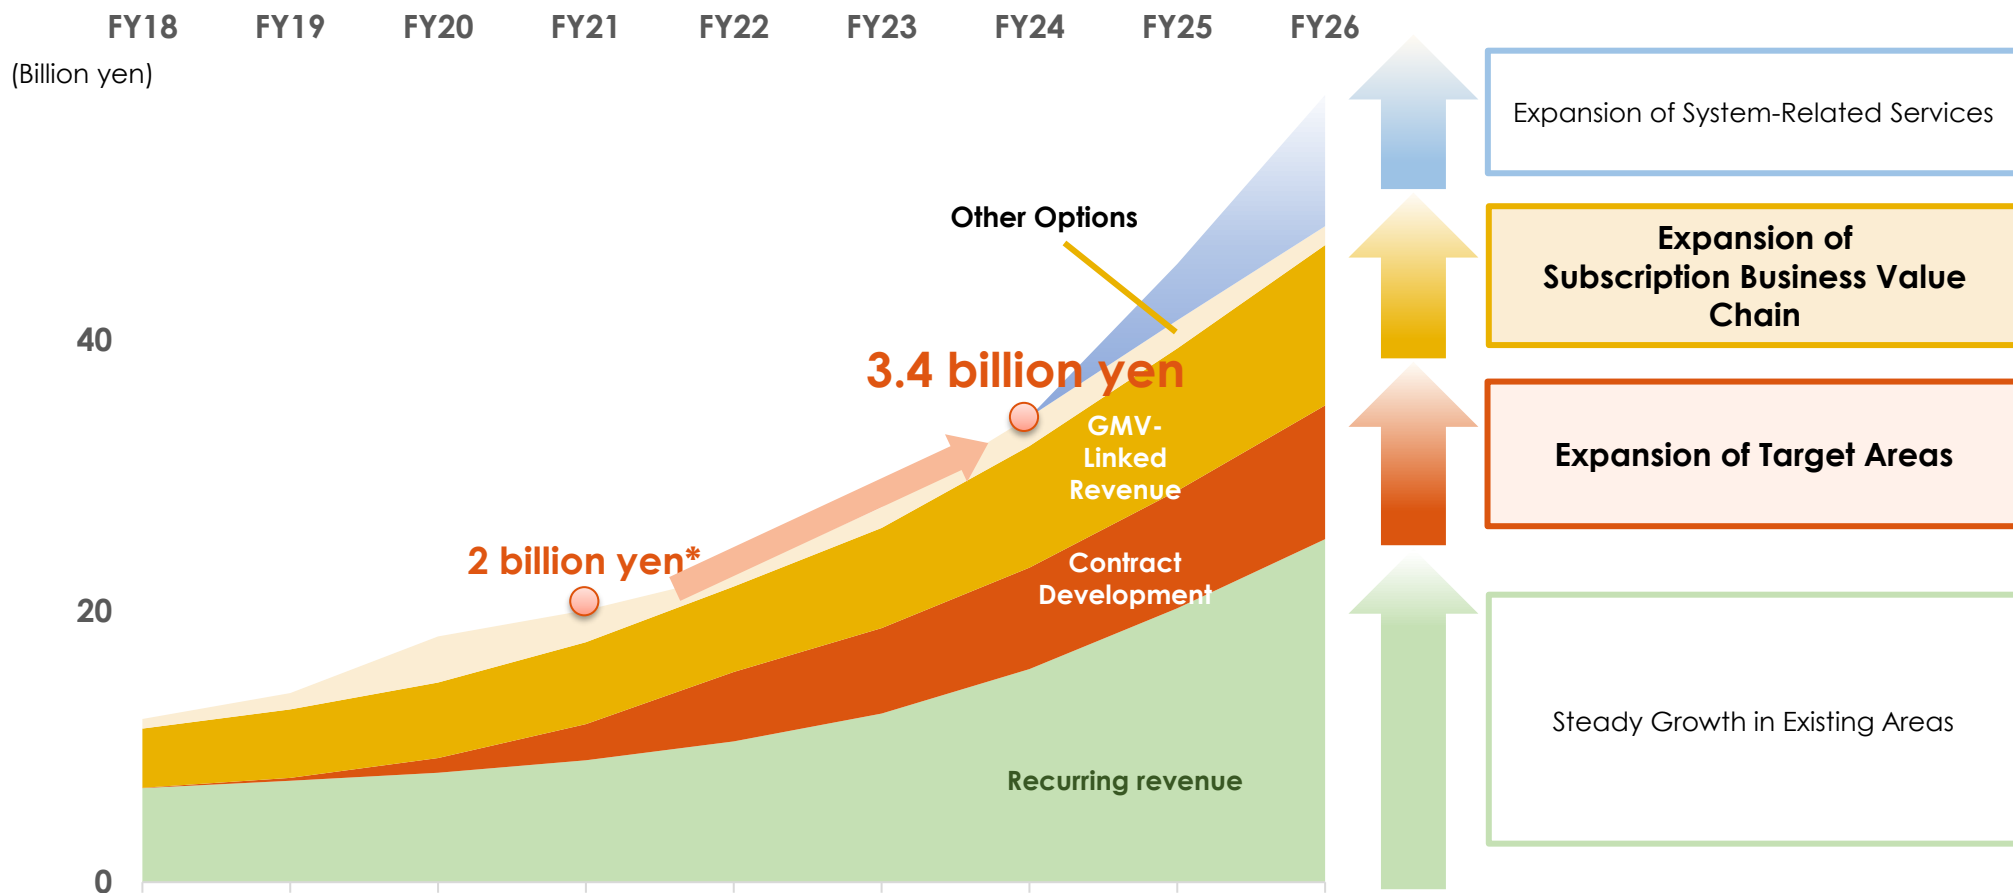 FY18 FY19 FY20 FY21 FY22 FY23 FY24 FY25 FY26
(Billion yen)
Expansion of System-Related Services
Other Options
Expansion of
Subscription Business Value
Chain
40
3.4 billion yen
GMV-
Linked
Revenue
Expansion of Target Areas
2 billion yen*
Contract
Development
20
Steady Growth in Existing Areas
Recurring revenue
0